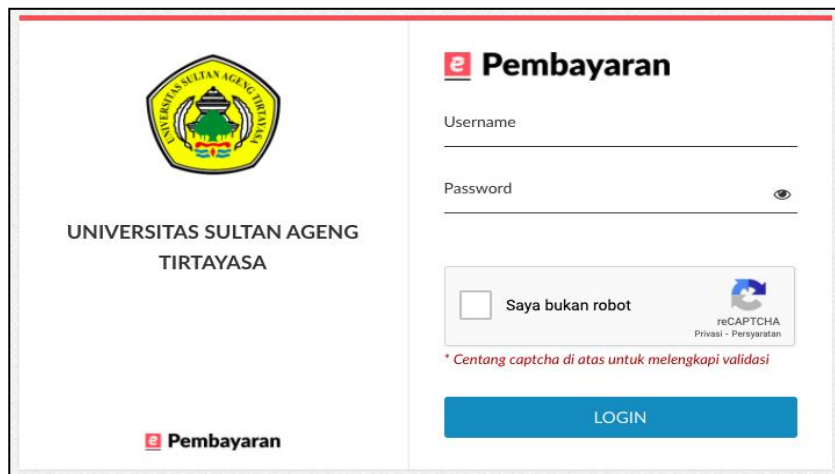 UNIVERSITAS SULTAN AGENG TIRTAYASA
UNIVERSITAS SULTAN AGENG
TIRTAYASA
e Pembayaran
e Pembayaran
Username
Password
Saya bukan robot
reCAPTCHA
Privasi - Persyaratan
* Centang captcha di atas untuk melengkapi validasi
LOGIN